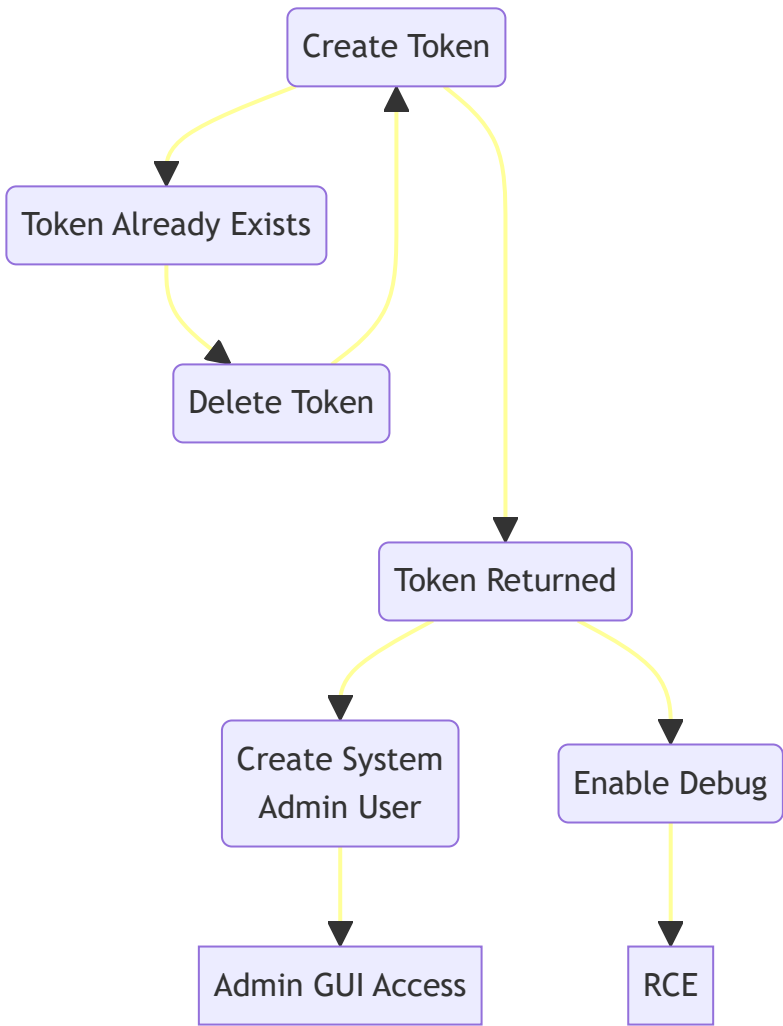 Create Token
Token Already Exists
Delete Token
Token Returned
Create System
Admin User
Enable Debug
Admin GUI Access
RCE